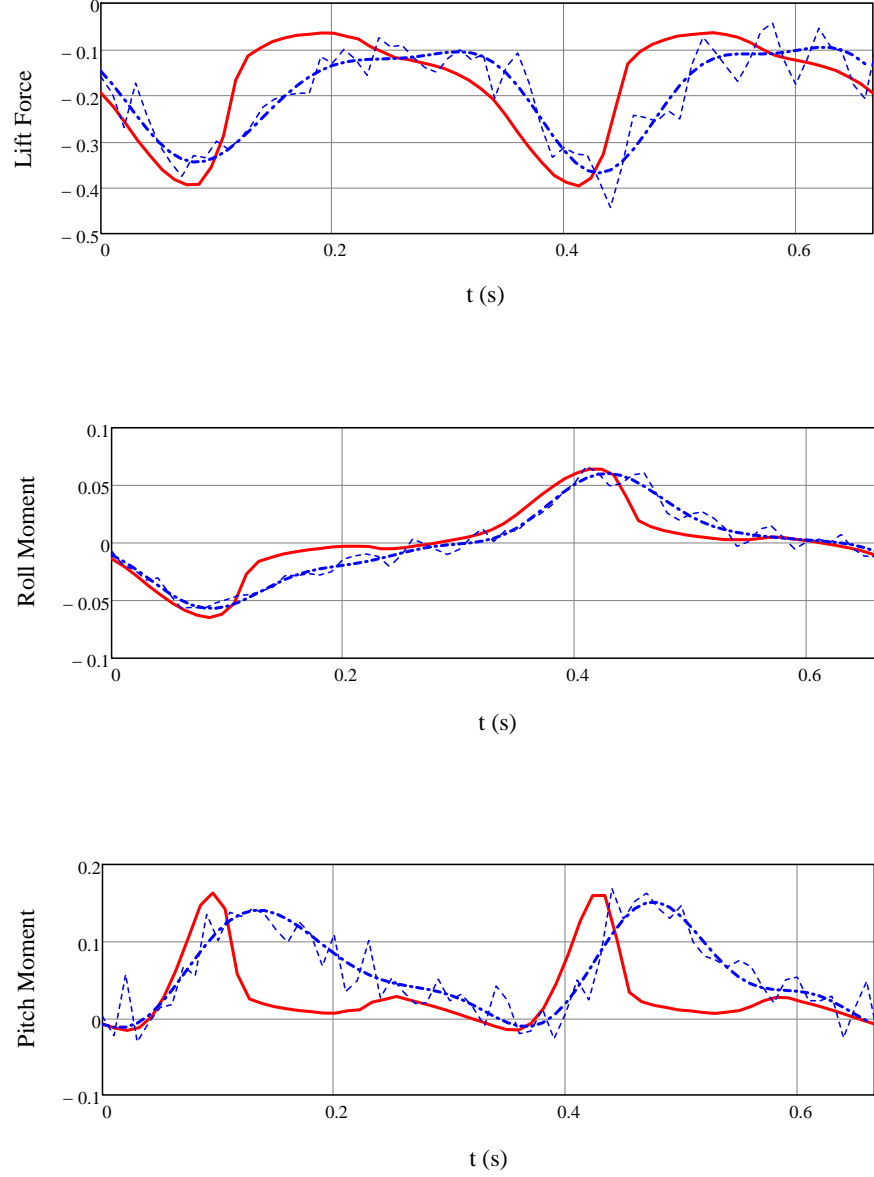 0
− 0.1
− 0.2
− 0.3
− 0.4
− 0.5
Lift Force
0 0.2 0.4 0.6
t (s)
0.1
0.05
0
− 0.05
− 0.1
Roll Moment
0 0.2 0.4 0.6
t (s)
0.2
0.1
0
− 0.1
Pitch Moment
0 0.2 0.4 0.6
t (s)